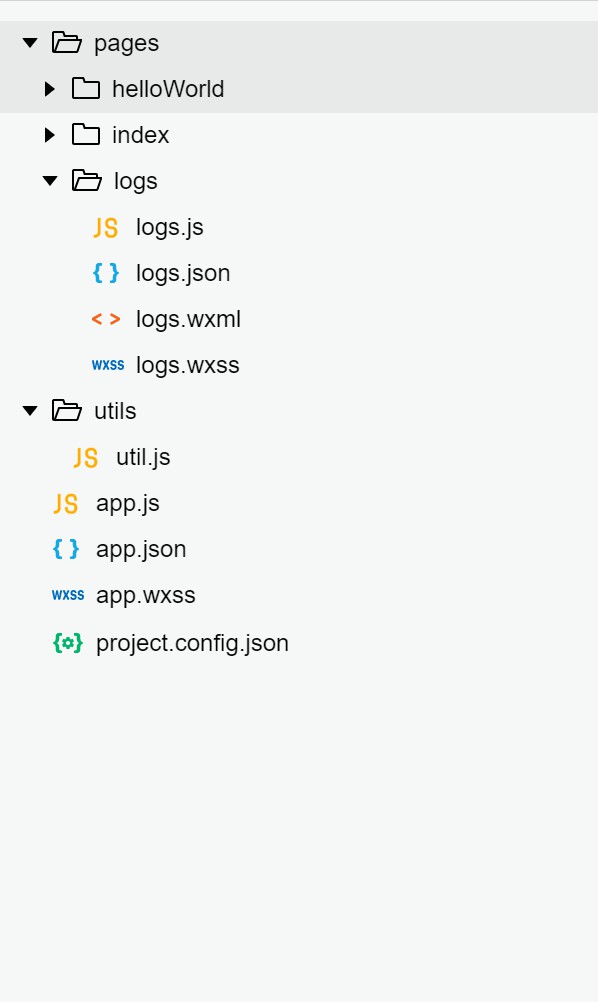 pages
helloWorld
index
logs
JS logs.js
{ } logs.json
< > logs.wxml
wxss logs.wxss
utils
JS util.js
JS app.js
{ } app.json
wxss app.wxss
{} project.config.json